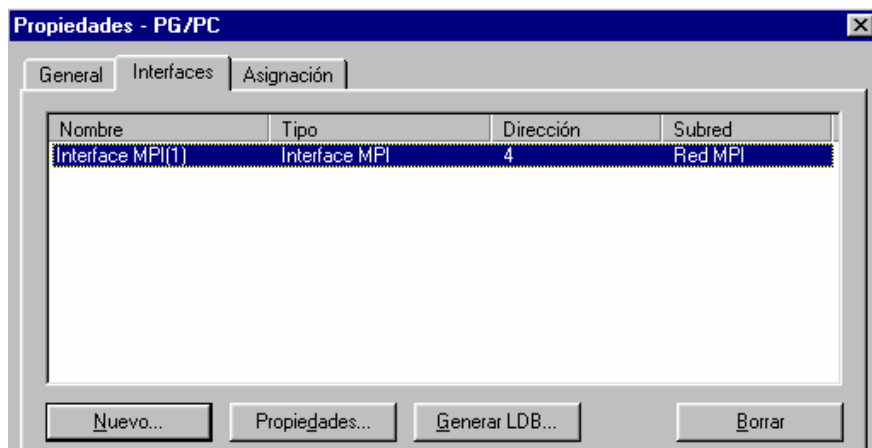 Propiedades - PG/PC
General Interfaces Asignación
Nombre Tipo Dirección Subred
Interface MPI(1) Interface MPI 4 Red MPI
Nuevo... Propiedades... Generar LDB... Borrar